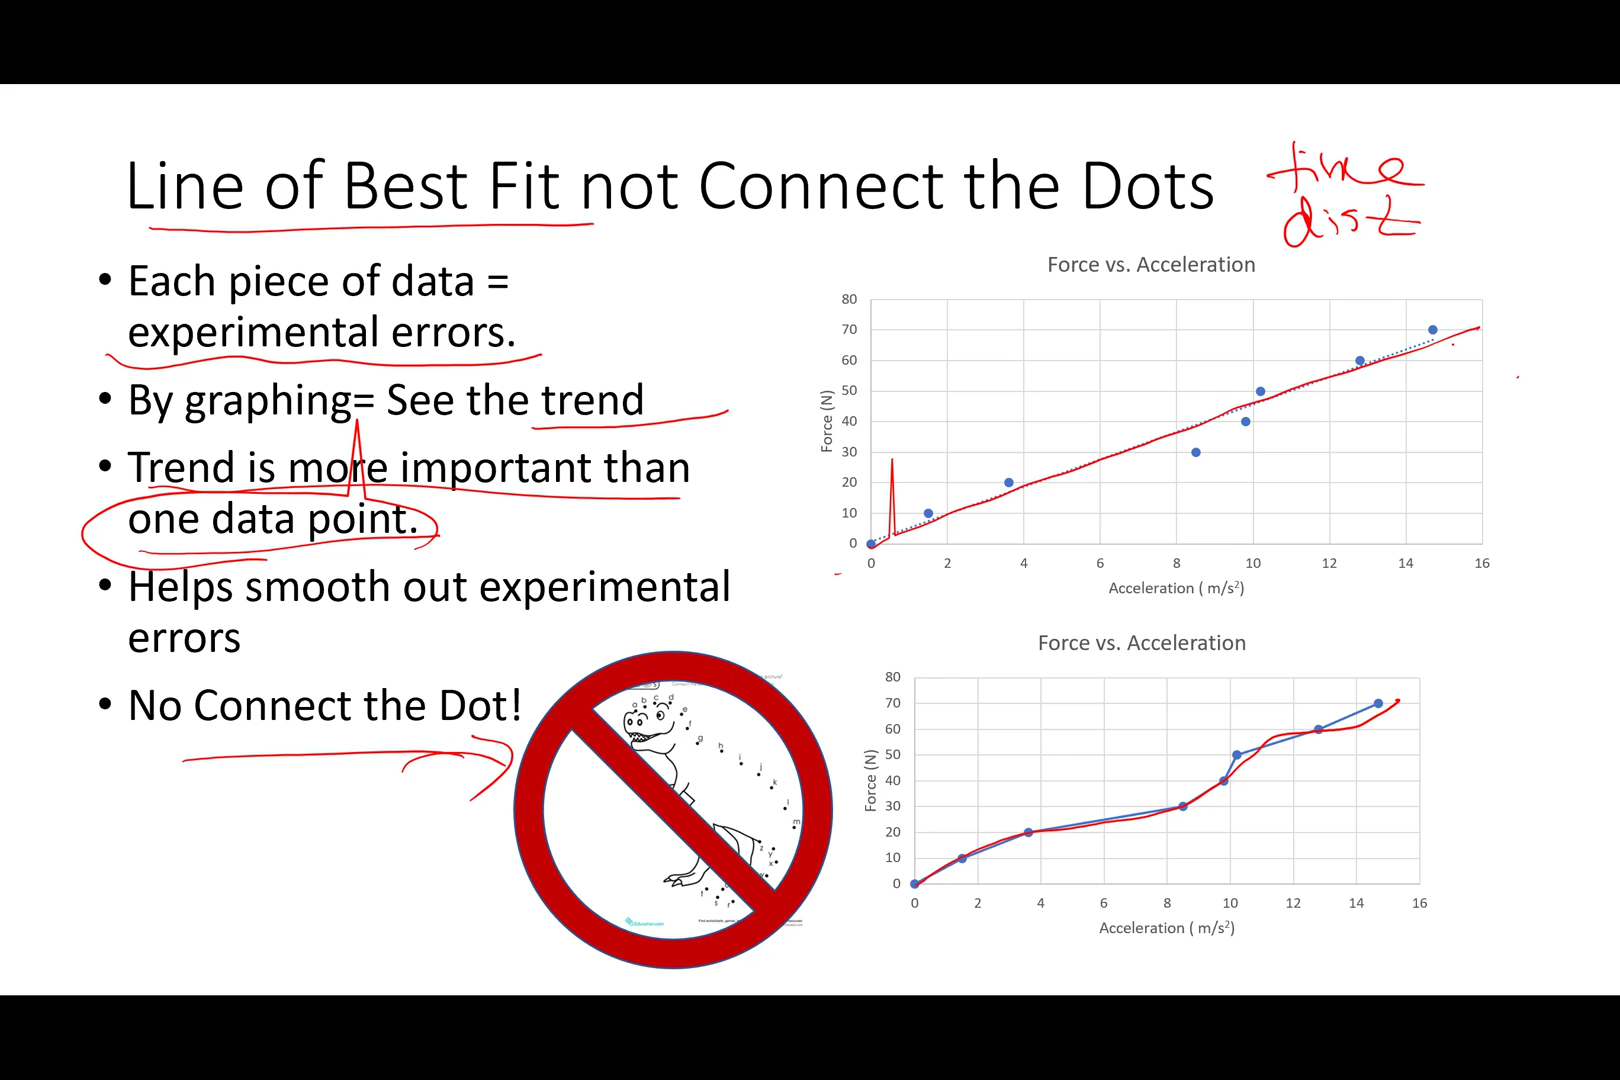 Line of Best Fit not Connect the Dots
time
dist
• Each piece of data =
experimental errors.
• By graphing= See the trend
• Trend is more important than
one data point.
• Helps smooth out experimental
errors
• No Connect the Dot!
Force vs. Acceleration
Force (N)
80
70
60
50
40
30
20
10
0
0 2 4 6 8 10 12 14 16
Acceleration ( m/s²)
Force vs. Acceleration
Force (N)
80
70
60
50
40
30
20
10
0
0 2 4 6 8 10 12 14 16
Acceleration ( m/s²)
a b c d
e
f
g
h
i
j
k
l
m
z
y
x
Education.com